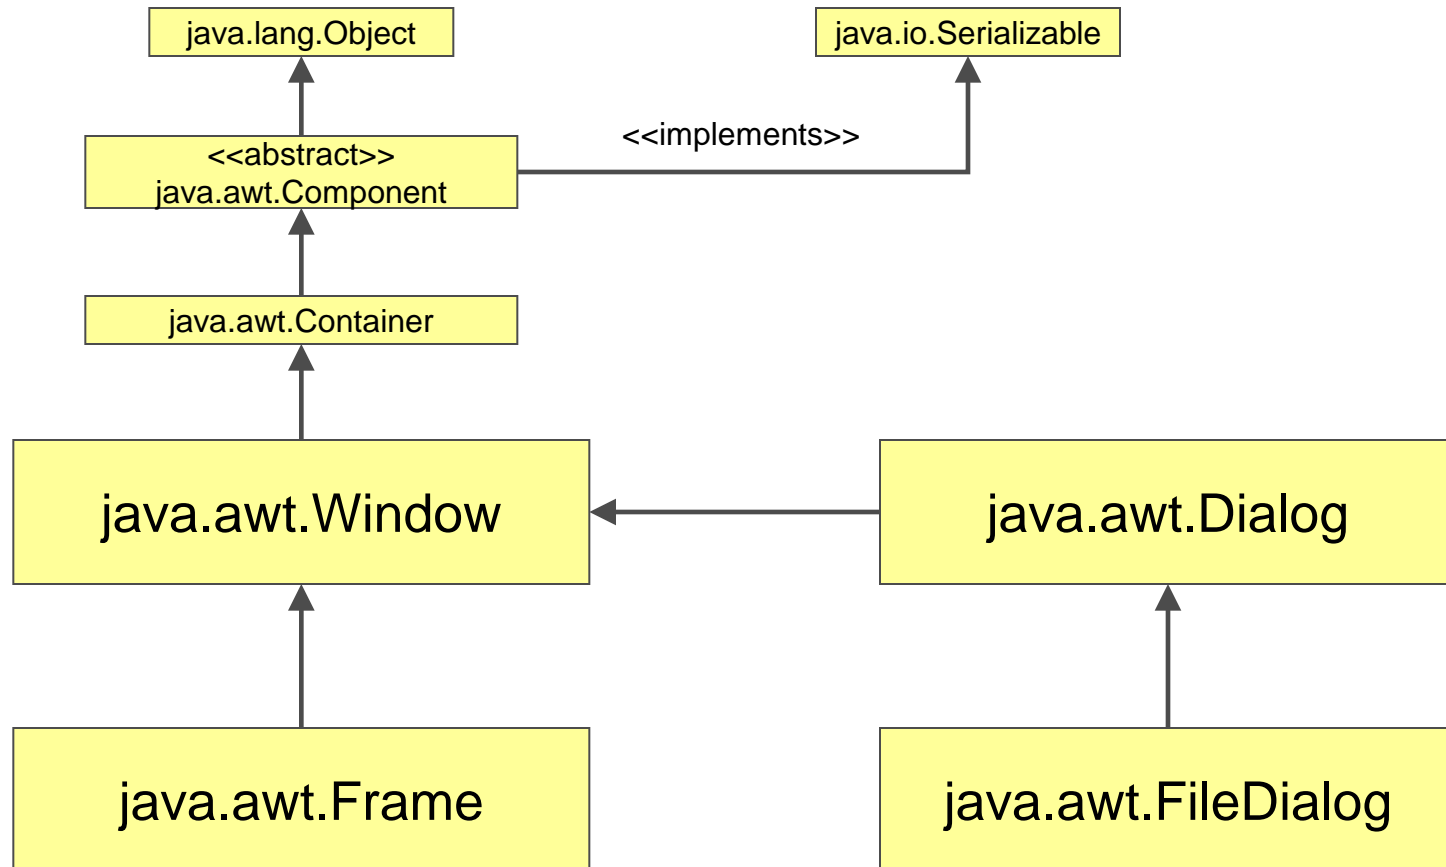 java.lang.Object
java.io.Serializable
<<implements>>
<<abstract>>
java.awt.Component
java.awt.Container
java.awt.Window
java.awt.Dialog
java.awt.Frame
java.awt.FileDialog